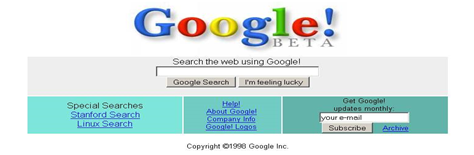 Google!
BETA
Search the web using Google!
Google Search I'm feeling lucky
Special Searches
Stanford Search
Linux Search
Help!
About Google!
Company Info
Google! Logos
Get Google!
updates monthly:
your e-mail
Subscribe Archive
Copyright ©1998 Google Inc.